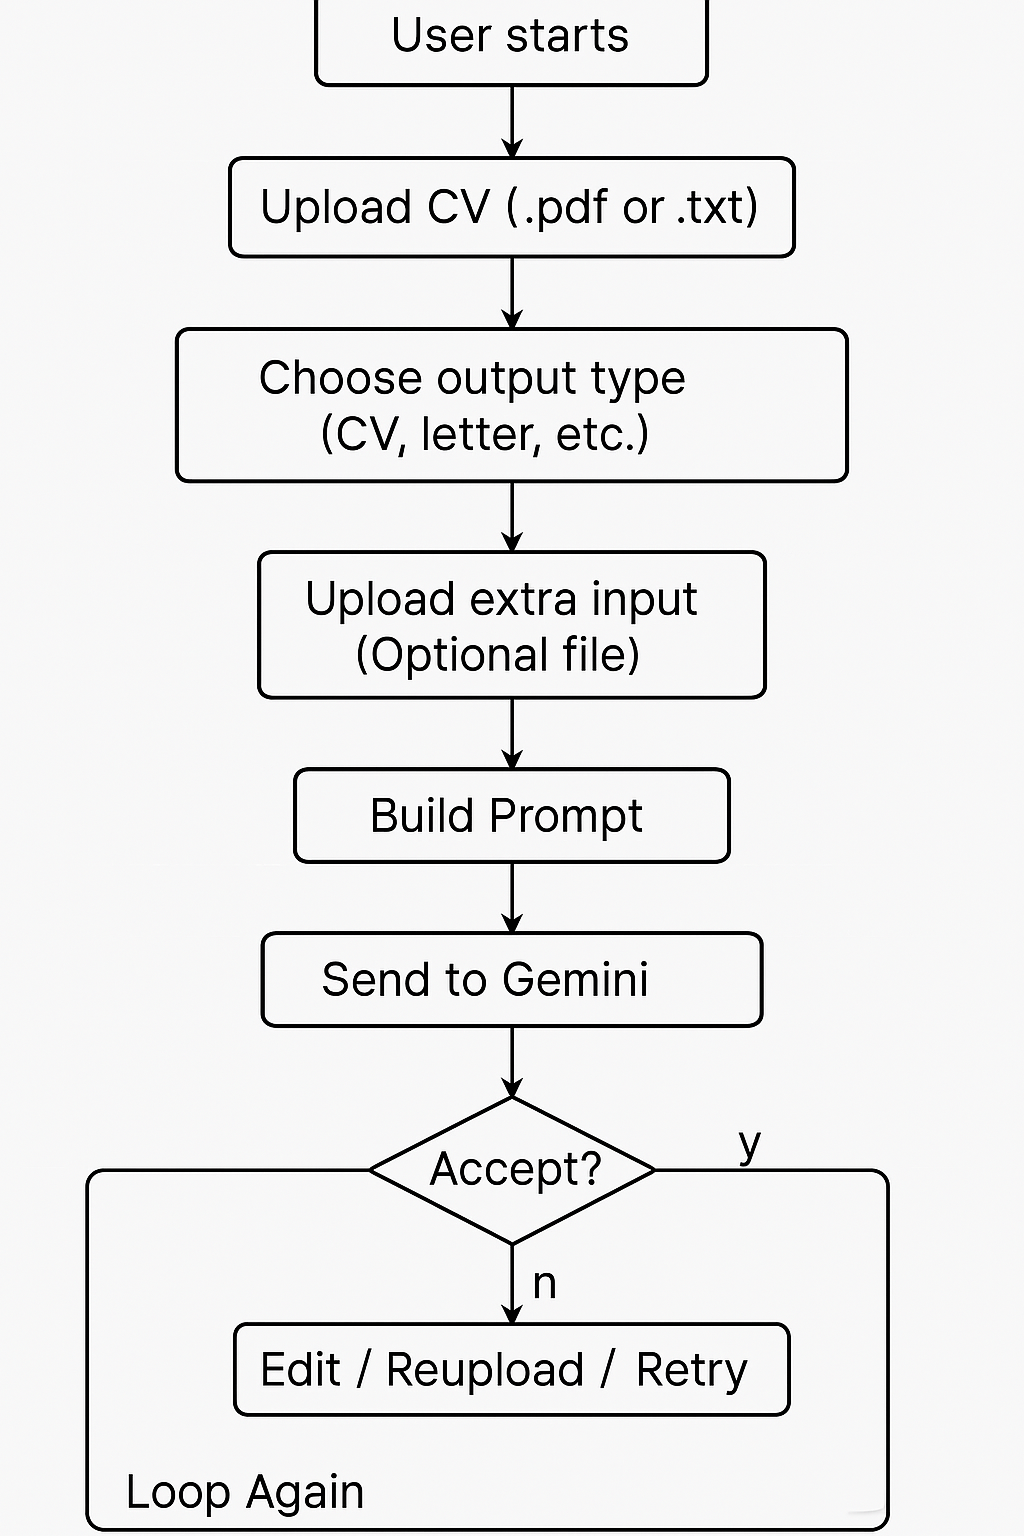 User starts
Upload CV (.pdf or .txt)
Choose output type
(CV, letter, etc.)
Upload extra input
(Optional file)
Build Prompt
Send to Gemini
Accept?
y
n
Edit / Reupload / Retry
Loop Again